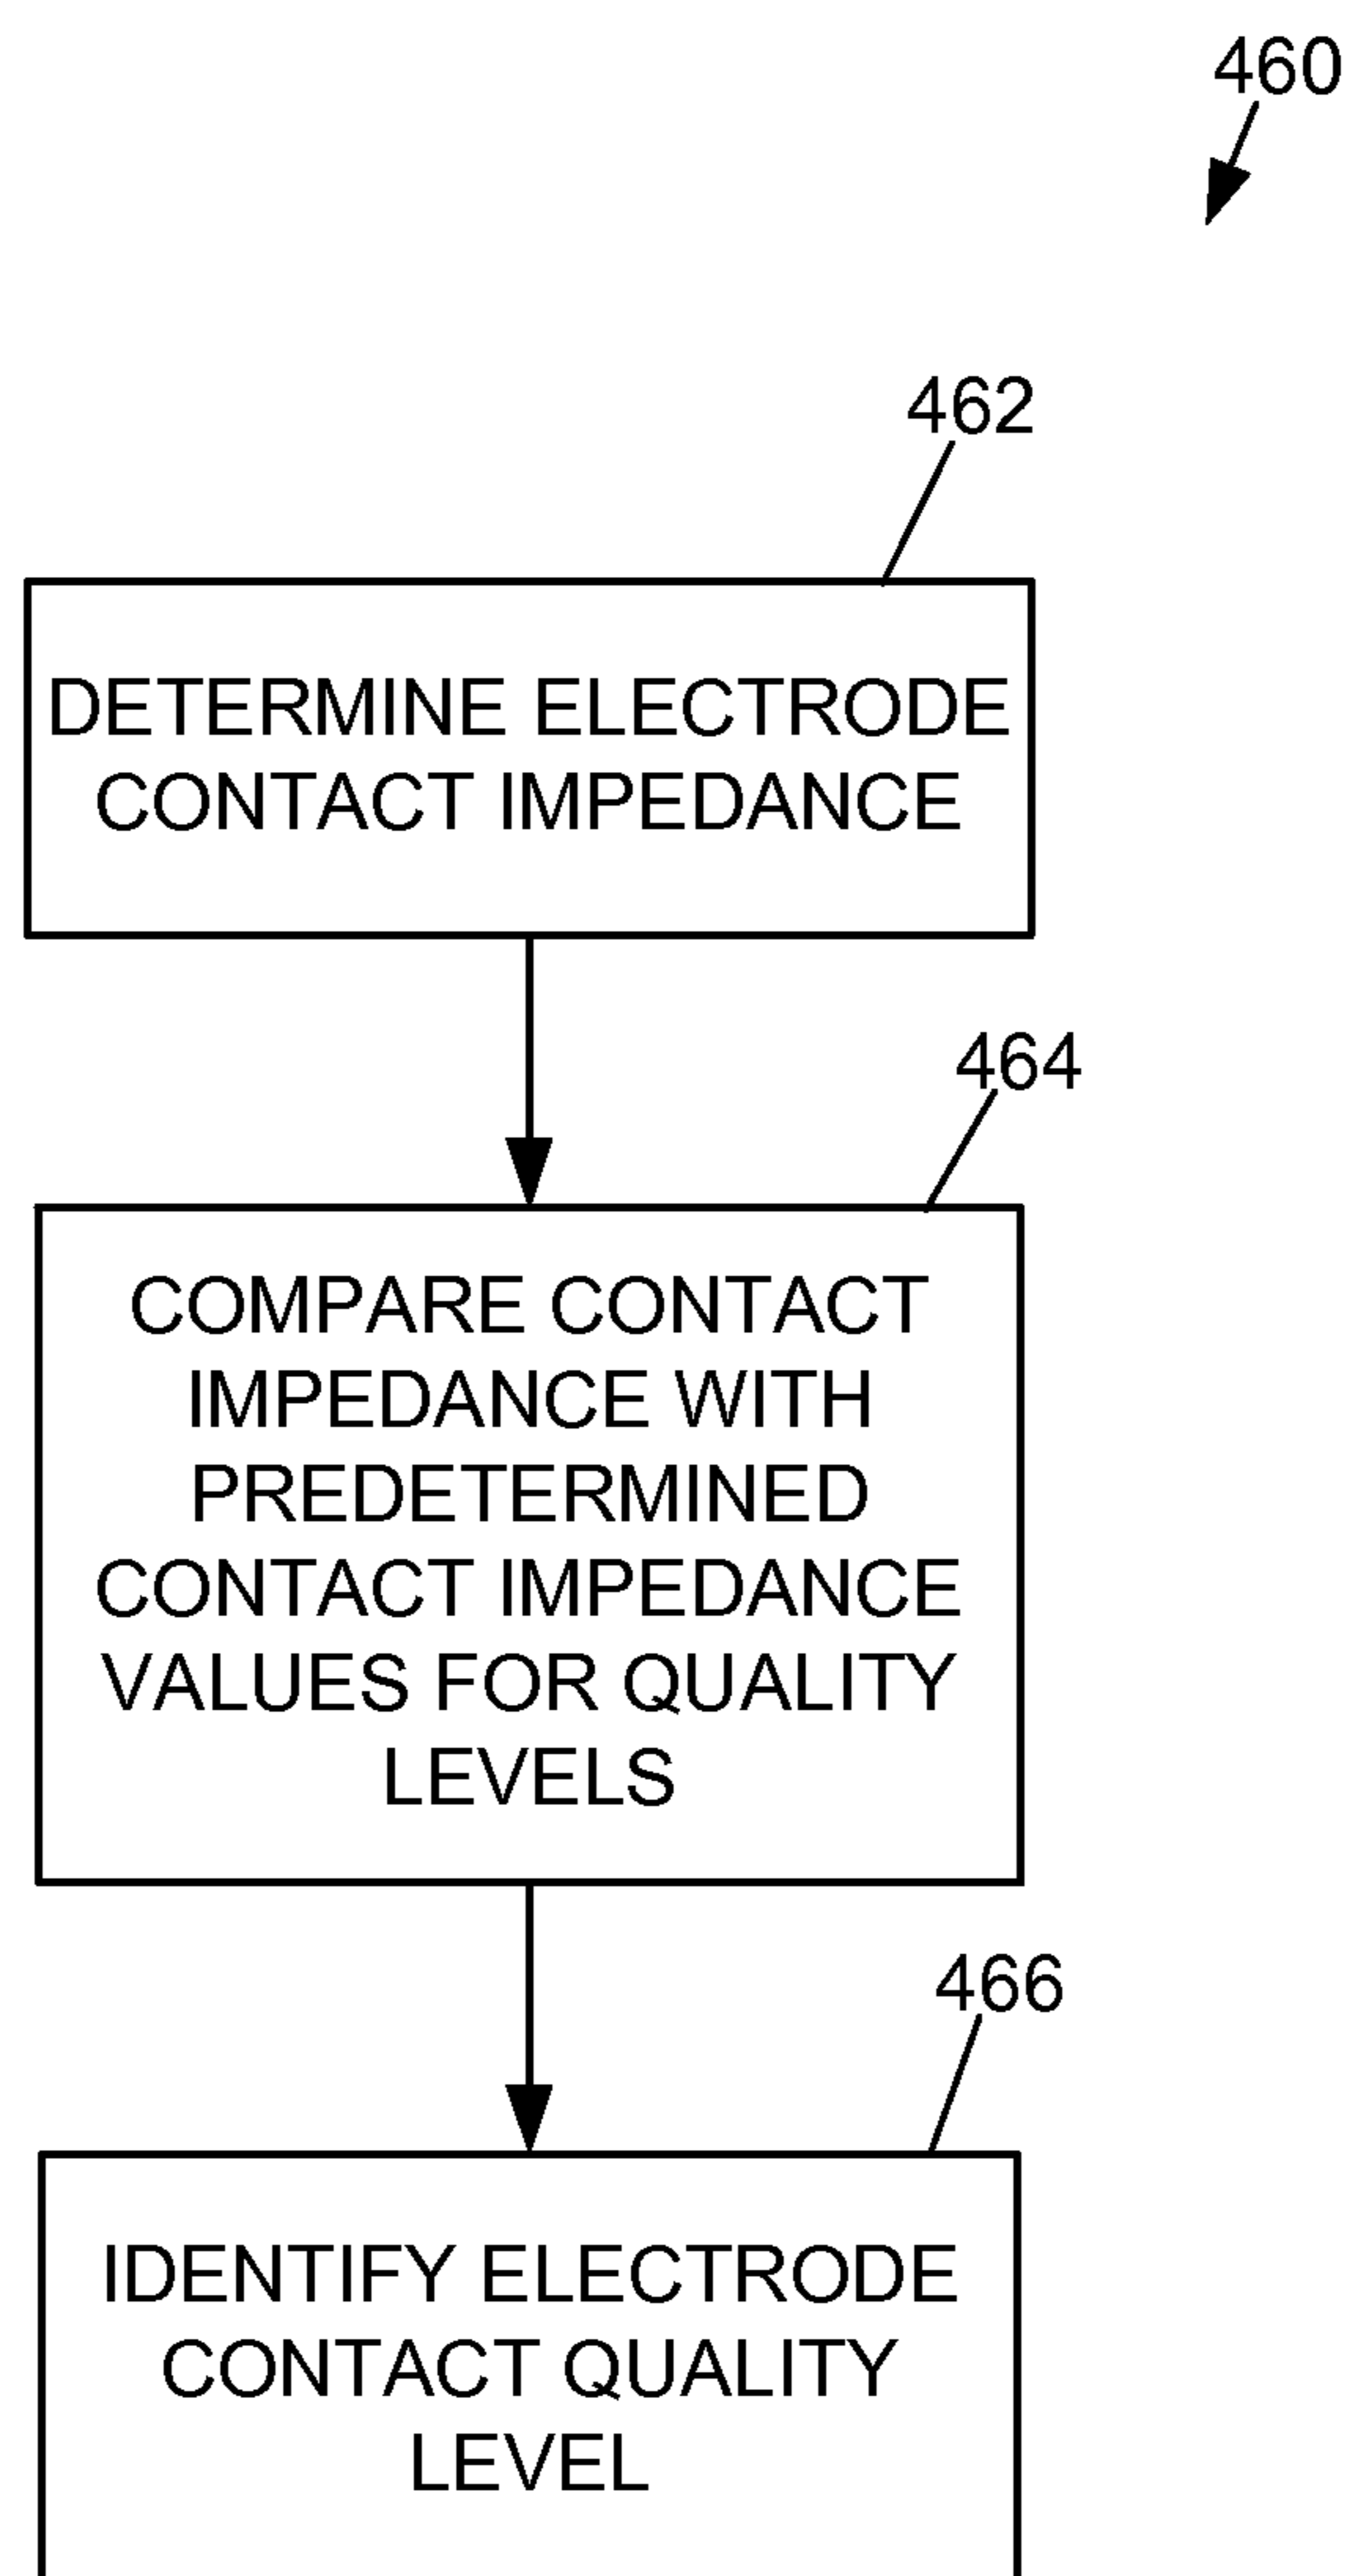 460
462
DETERMINE ELECTRODE
CONTACT IMPEDANCE
464
COMPARE CONTACT
IMPEDANCE WITH
PREDETERMINED
CONTACT IMPEDANCE
VALUES FOR QUALITY
LEVELS
466
IDENTIFY ELECTRODE
CONTACT QUALITY
LEVEL